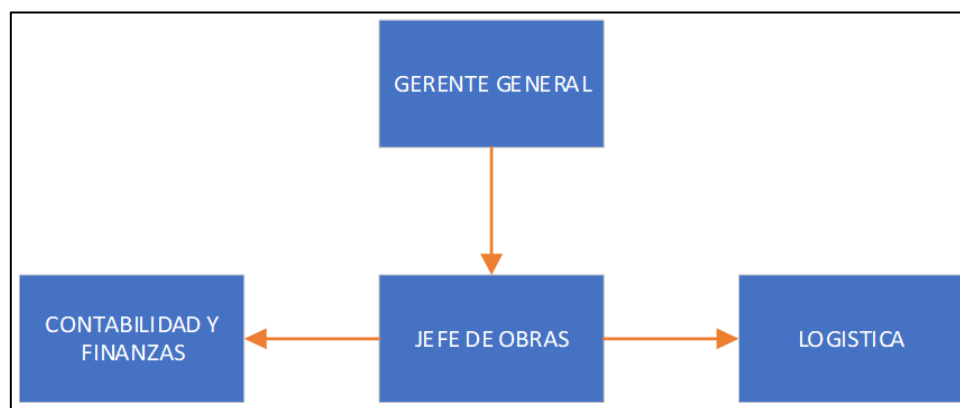 GERENTE GENERAL
CONTABILIDAD Y
FINANZAS
JEFE DE OBRAS
LOGISTICA